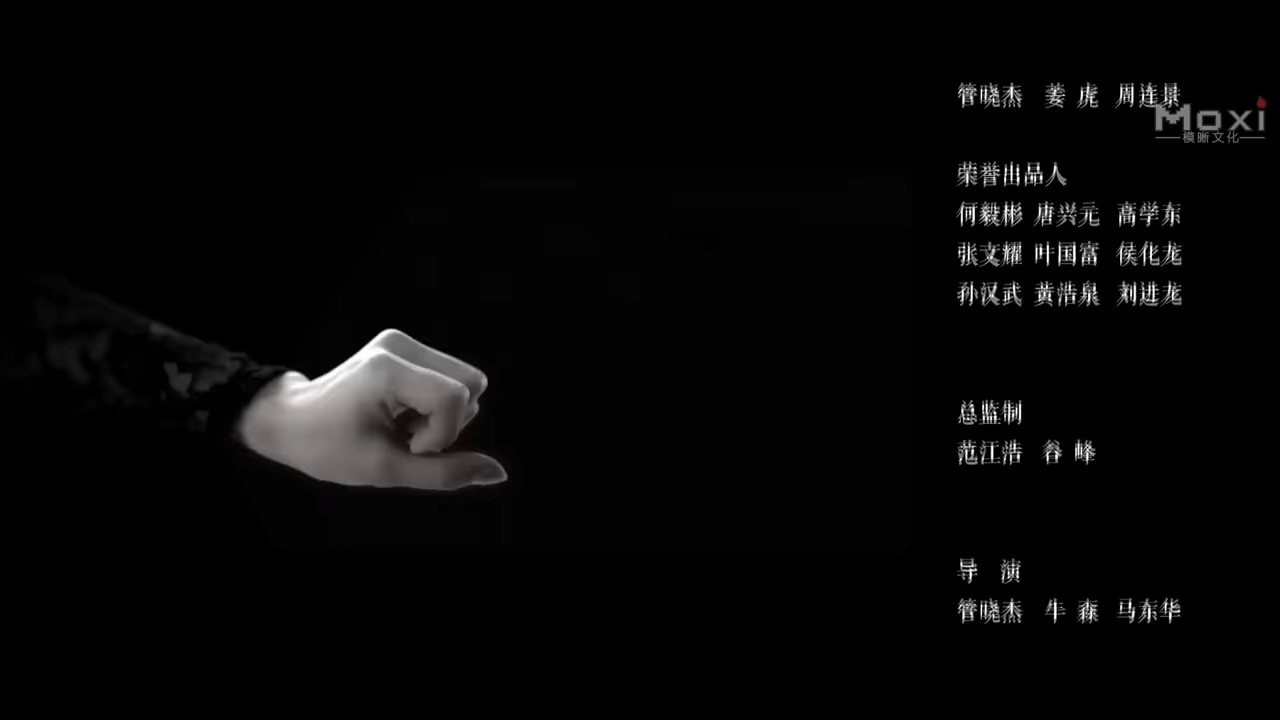 管晓杰 姜 虎 周连景
Moxi
模晰文化
荣誉出品人
何毅彬 唐兴元 高学东
张文耀 叶国富 侯化龙
孙汉武 黄浩泉 刘进龙
总监制
范江浩 谷 峰
导 演
管晓杰 牛 森 马东华